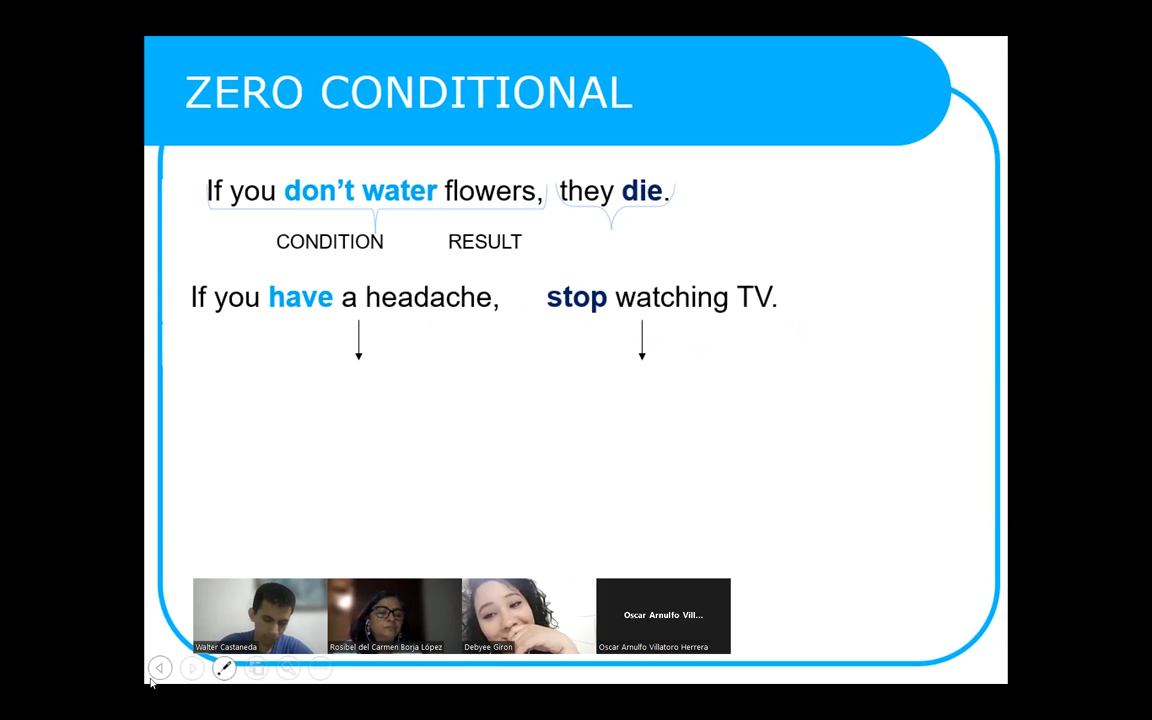 ZERO CONDITIONAL
If you don’t water flowers, they die.
CONDITION RESULT
If you have a headache, stop watching TV.
Oscar Arnulfo Vill...
Walter Castaneda
Rosibel del Carmen Borja López
Debyee Giron
Oscar Arnulfo Villatoro Herrera